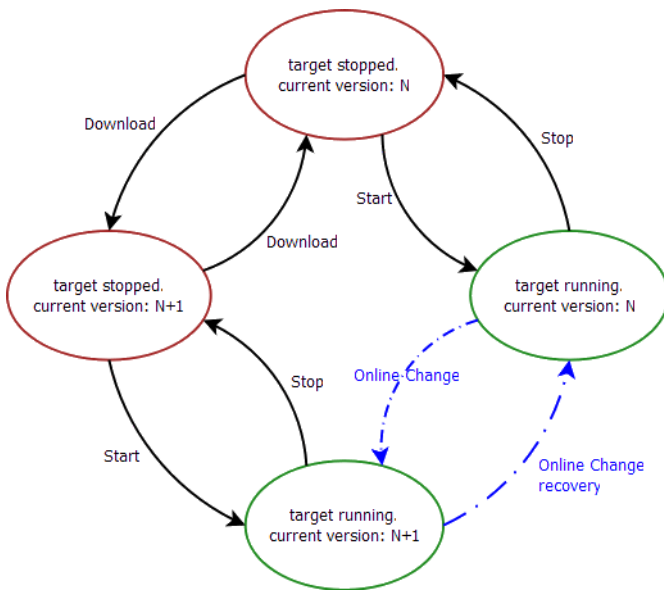 target stopped.
current version: N
Download
Stop
Start
Download
target stopped.
current version: N+1
target running.
current version: N
Online Change
Stop
Start
Online Change
recovery
target running.
current version: N+1